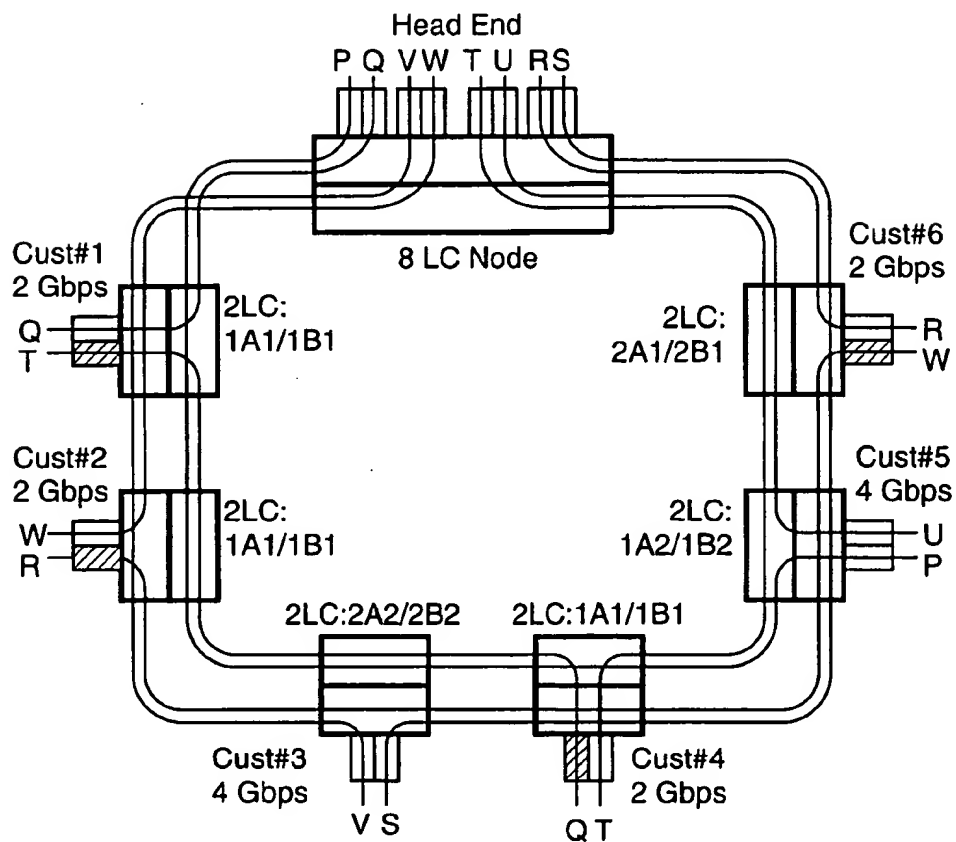 Head End
P Q V W T U R S
8 LC Node
Cust#1
2 Gbps
Q
T
2LC:
1A1/1B1
Cust#6
2 Gbps
R
W
2LC:
2A1/2B1
Cust#2
2 Gbps
W
R
2LC:
1A1/1B1
Cust#5
4 Gbps
U
P
2LC:
1A2/1B2
2LC:2A2/2B2
2LC:1A1/1B1
Cust#3
4 Gbps
V S
Cust#4
2 Gbps
Q T